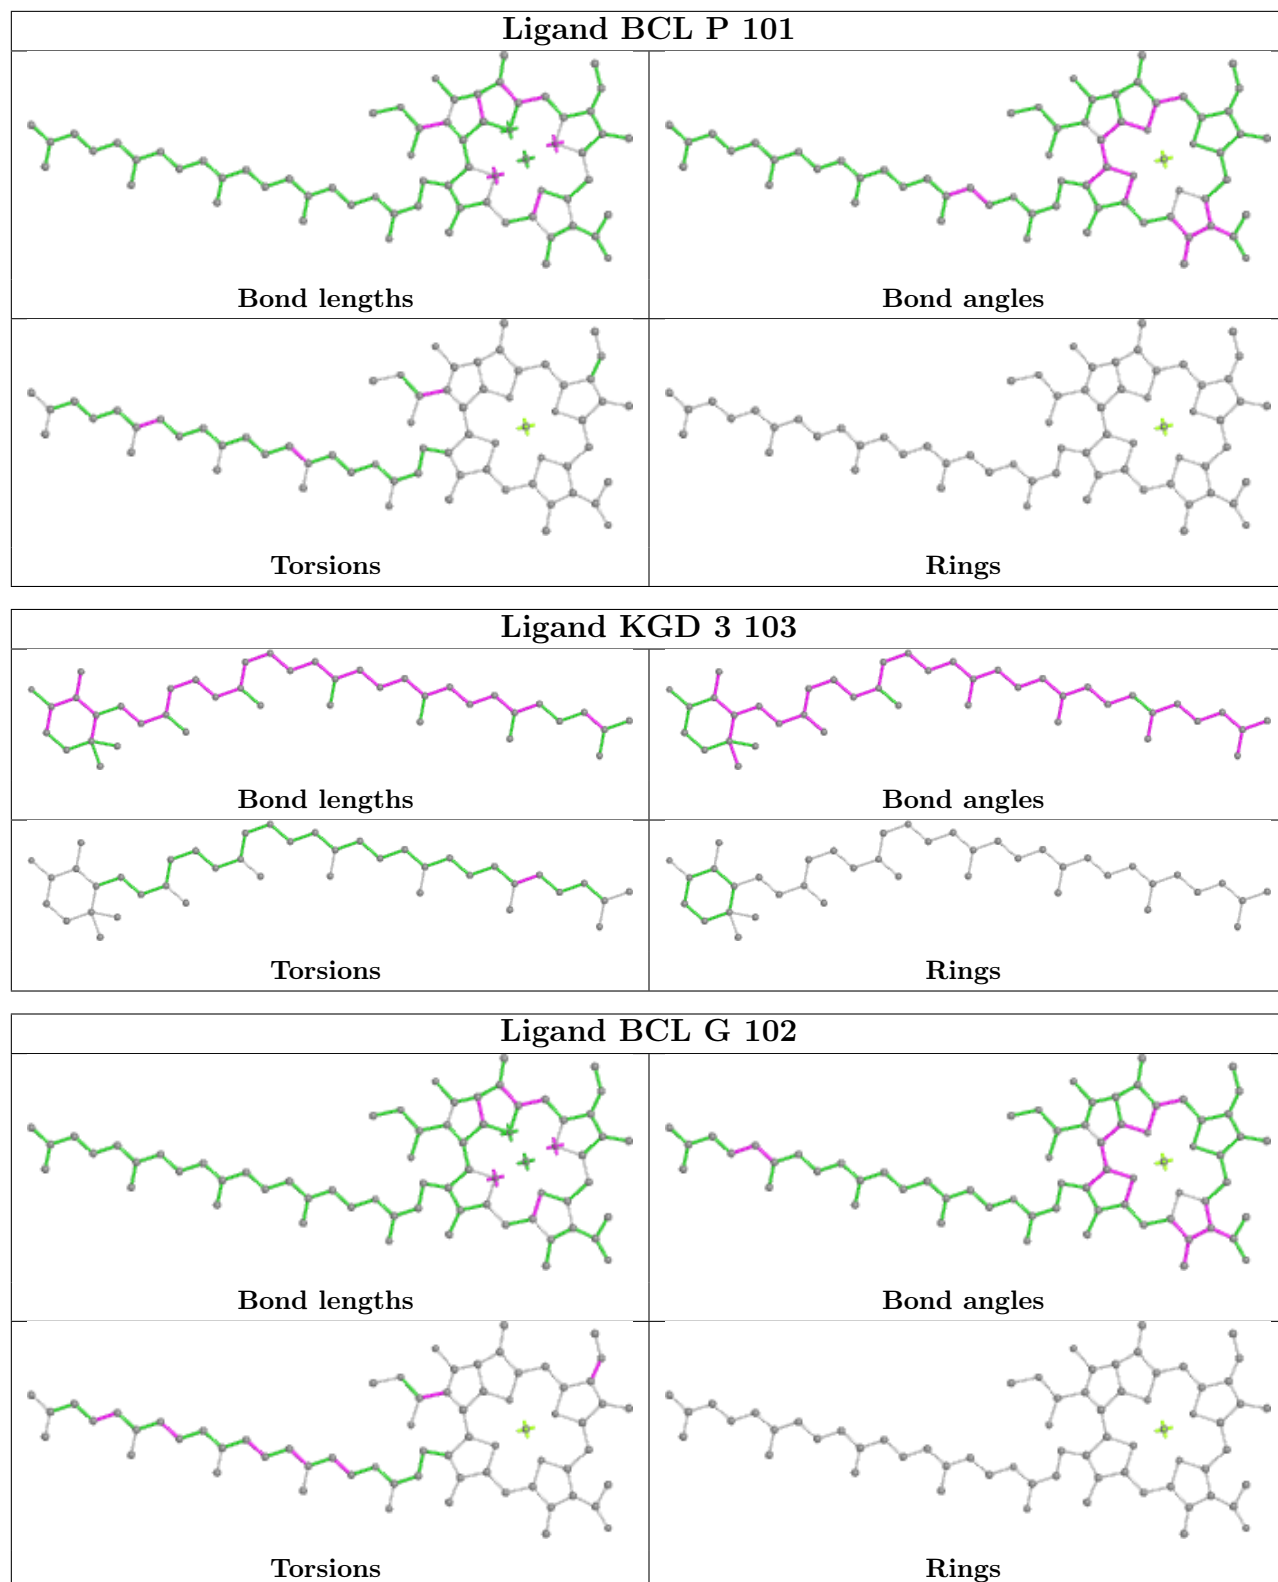 Ligand BCL P 101
Bond lengths
Bond angles
Torsions
Rings
Ligand KGD 3 103
Bond lengths
Bond angles
Torsions
Rings
Ligand BCL G 102
Bond lengths
Bond angles
Torsions
Rings